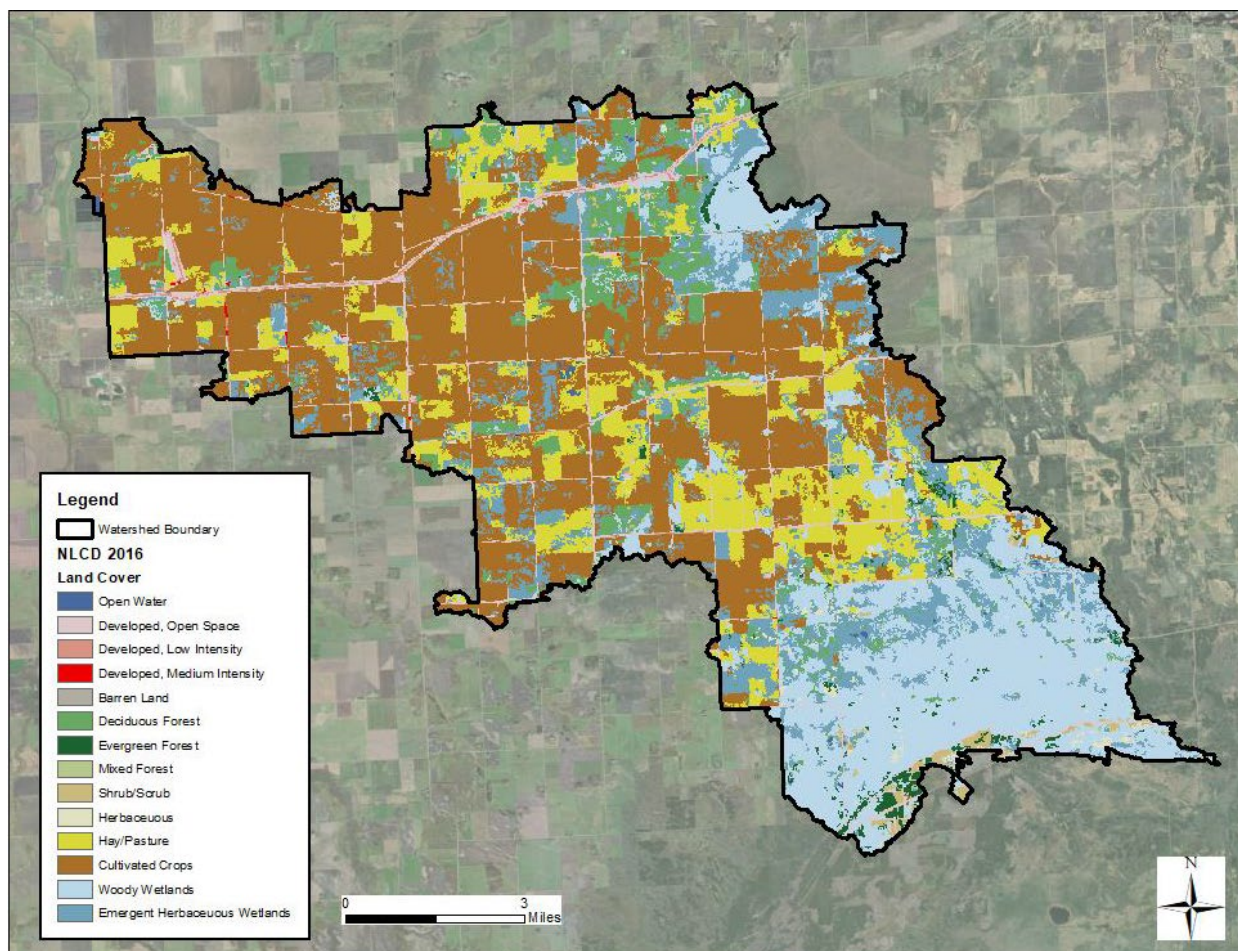 Legend
Watershed Boundary
NLCD 2016
Land Cover
Open Water
Developed, Open Space
Developed, Low Intensity
Developed, Medium Intensity
Barren Land
Deciduous Forest
Evergreen Forest
Mixed Forest
Shrub/Scrub
Herbaceuous
Hay/Pasture
Cultivated Crops
Woody Wetlands
Emergent Herbaceuous Wetlands
0 3
Miles
N